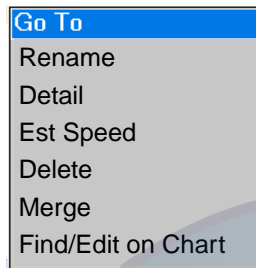 Go To
Rename
Detail
Est Speed
Delete
Merge
Find/Edit on Chart